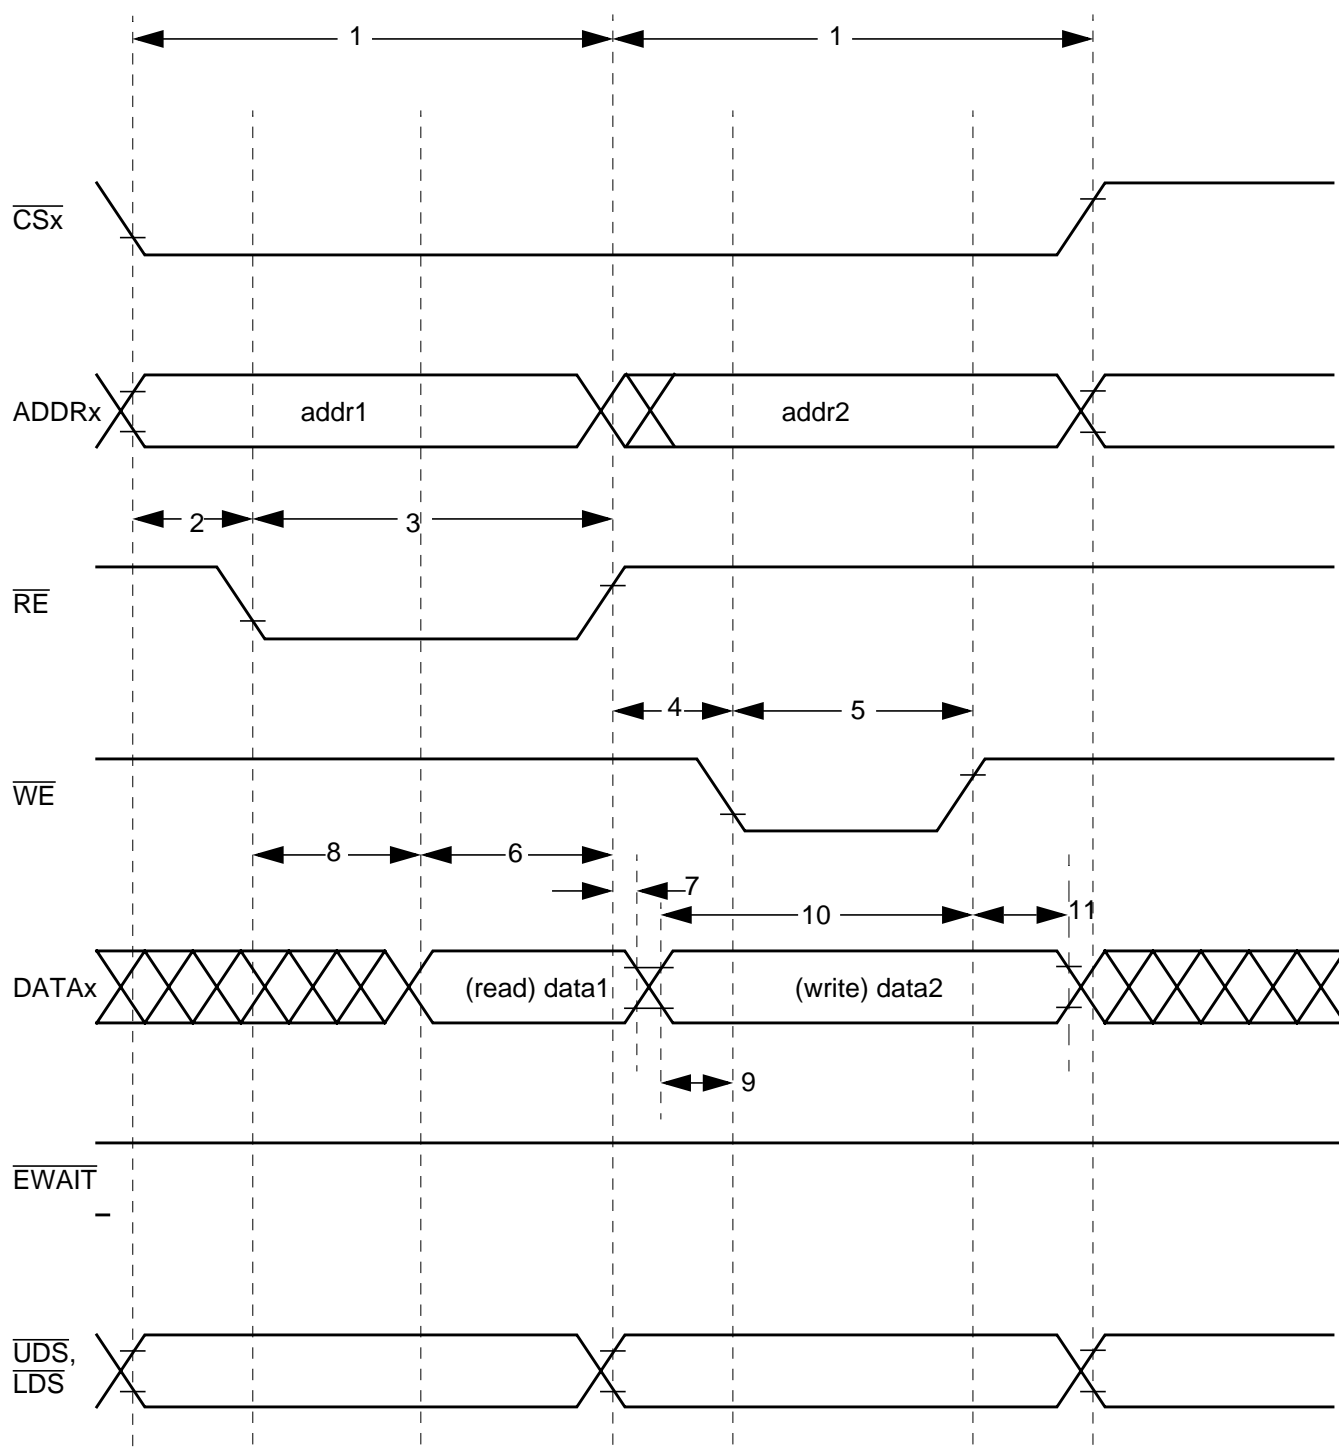 1 1
CSx
ADDRx addr1 addr2
2 3
RE
4 5
WE
8 6
7
10 11
DATAx (read) data1 (write) data2
9
EWAIT
UDS,
LDS